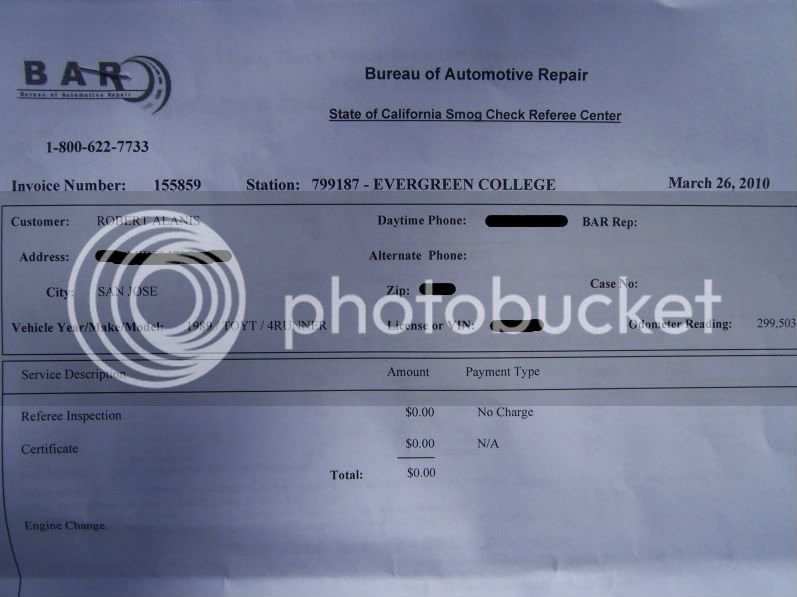 BAR
Bureau of Automotive Repair
Bureau of Automotive Repair
State of California Smog Check Referee Center
1-800-622-7733
Invoice Number: 155859 Station: 799187 - EVERGREEN COLLEGE March 26, 2010
Customer: ROBERT ALANIS Daytime Phone: BAR Rep:
Address: Alternate Phone:
City: SAN JOSE Zip: Case No:
Vehicle Year/Make/Model: 1989 / TOYT / 4RUNNER License or VIN: Odometer Reading: 299,503
photobucket
Service Description Amount Payment Type
Referee Inspection $0.00 No Charge
Certificate $0.00 N/A
Total: $0.00
Engine Change.